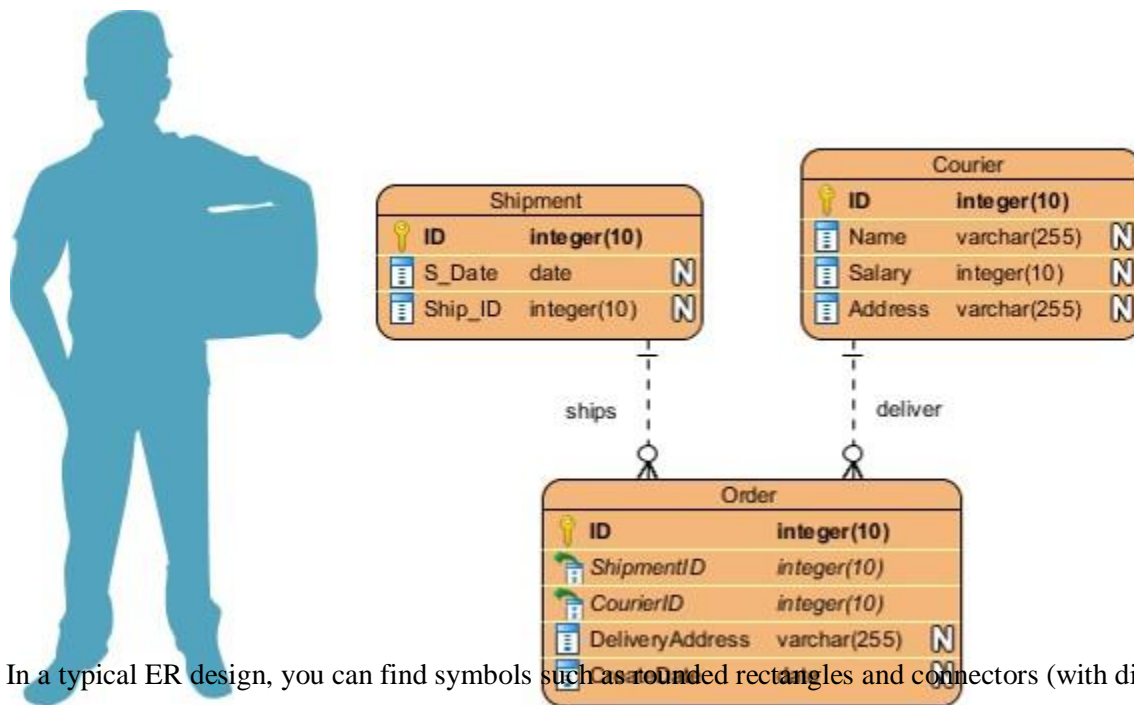 Shipment
ID integer(10)
S_Date date N
Ship_ID integer(10) N
Courier
ID integer(10)
Name varchar(255) N
Salary integer(10) N
Address varchar(255) N
ships
deliver
Order
ID integer(10)
ShipmentID integer(10)
CourierID integer(10)
DeliveryAddress varchar(255) N
CreateDate date N
In a typical ER design, you can find symbols such as rounded rectangles and connectors (with di